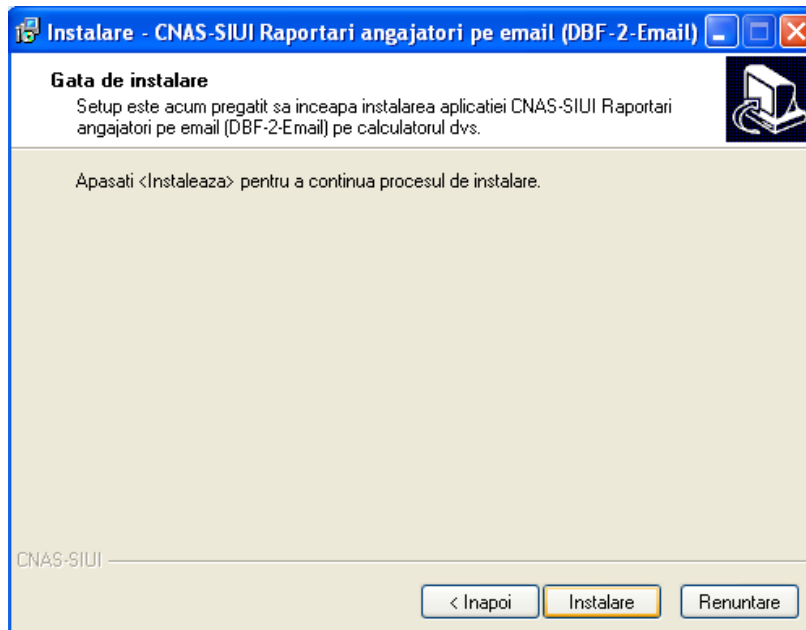 Instalare - CNAS-SIUI Raportari angajatori pe email (DBF-2-Email)
Gata de instalare
Setup este acum pregatit sa inceapa instalarea aplicatiei CNAS-SIUI Raportari
angajatori pe email (DBF-2-Email) pe calculatorul dvs.
Apasati <Instaleaza> pentru a continua procesul de instalare.
CNAS-SIUI
< Inapoi
Instalare
Renuntare